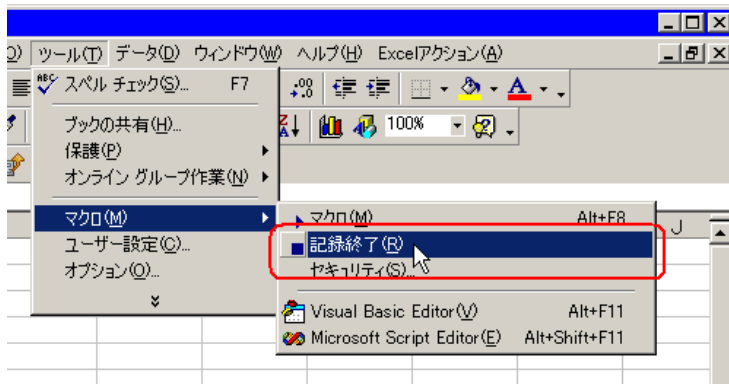 O) ツール(T) データ(D) ウィンドウ(W) ヘルプ(H) Excelアクション(A)
ABC スペル チェック(S)... F7
ブックの共有(H)...
100%
保護(P)
オンライン グループ作業(N)
マクロ(M)
マクロ(M) Alt+F8
J
ユーザー設定(C)...
記録終了(R)
オプション(O)...
セキュリティ(S)...
Visual Basic Editor(V) Alt+F11
Microsoft Script Editor(E) Alt+Shift+F11